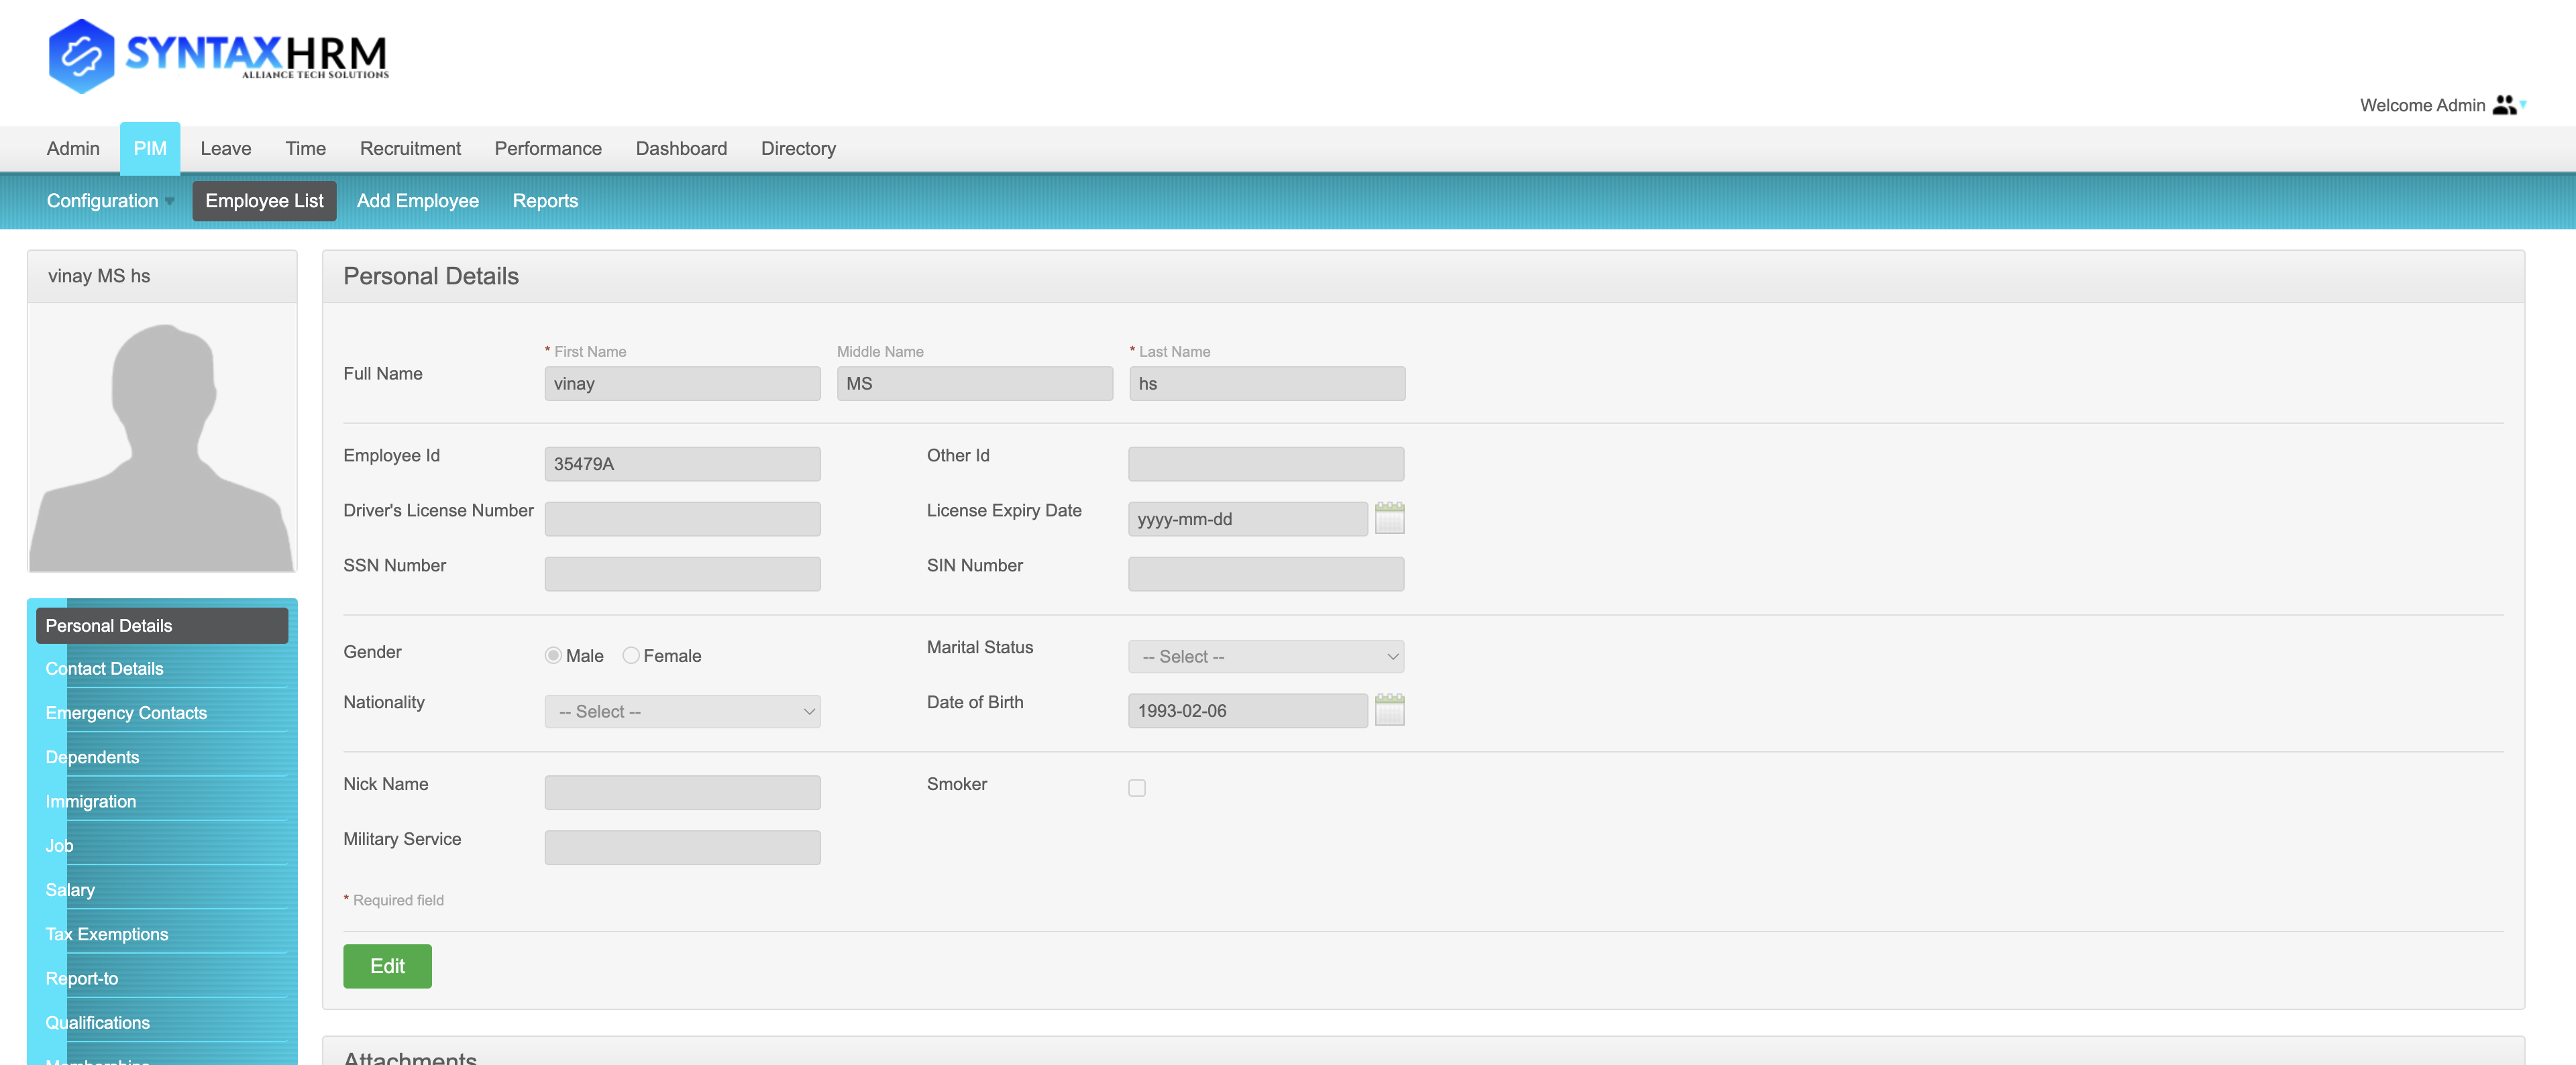 SYNTAXHRM
ALLIANCE TECH SOLUTIONS
Welcome Admin
Admin PIM Leave Time Recruitment Performance Dashboard Directory
Configuration Employee List Add Employee Reports
vinay MS hs
Personal Details
Contact Details
Emergency Contacts
Dependents
Immigration
Job
Salary
Tax Exemptions
Report-to
Qualifications
Memberships
Personal Details
* First Name Middle Name * Last Name
Full Name vinay MS hs
Employee Id 35479A Other Id
Driver's License Number License Expiry Date yyyy-mm-dd
SSN Number SIN Number
Gender Male Female Marital Status -- Select --
Nationality -- Select -- Date of Birth 1993-02-06
Nick Name Smoker
Military Service
* Required field
Edit
Attachments